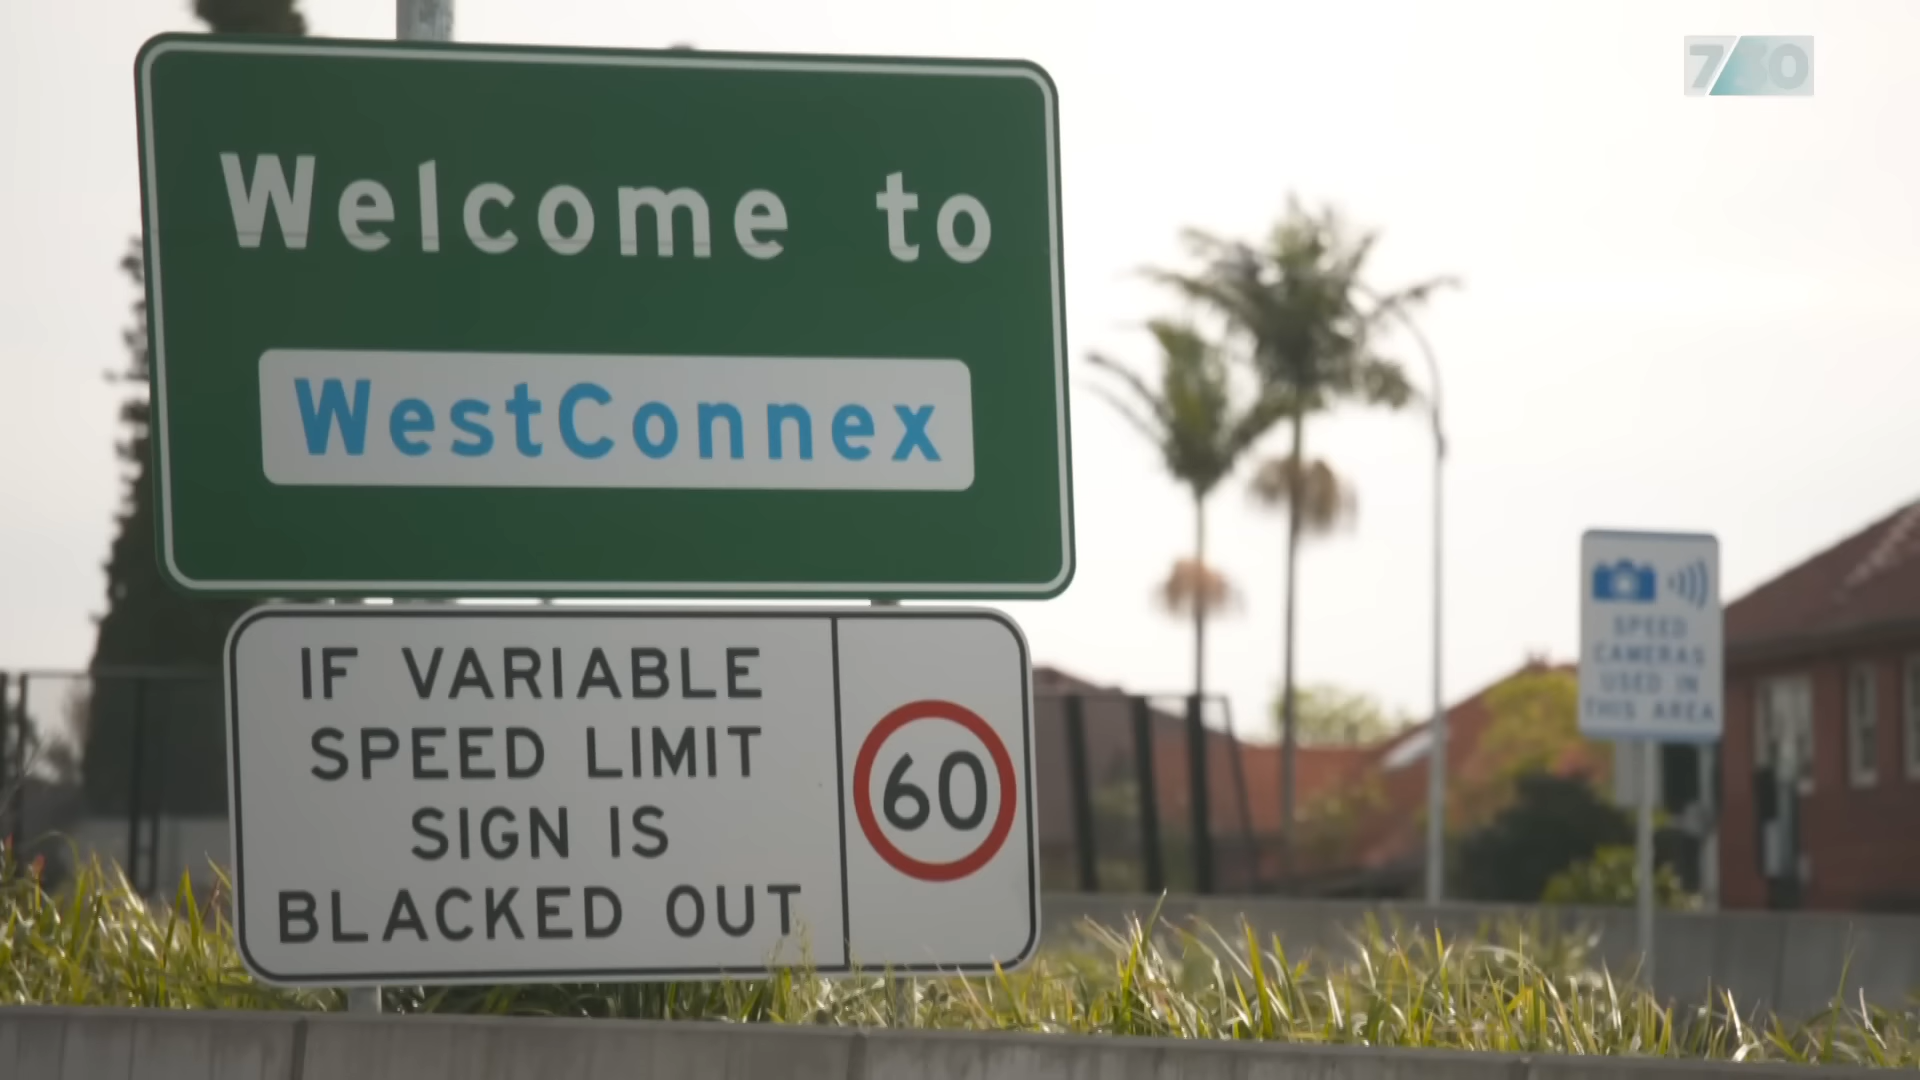 7/30
Welcome to
WestConnex
IF VARIABLE
SPEED LIMIT
SIGN IS
BLACKED OUT
60
SPEED
CAMERAS
USED IN
THIS AREA